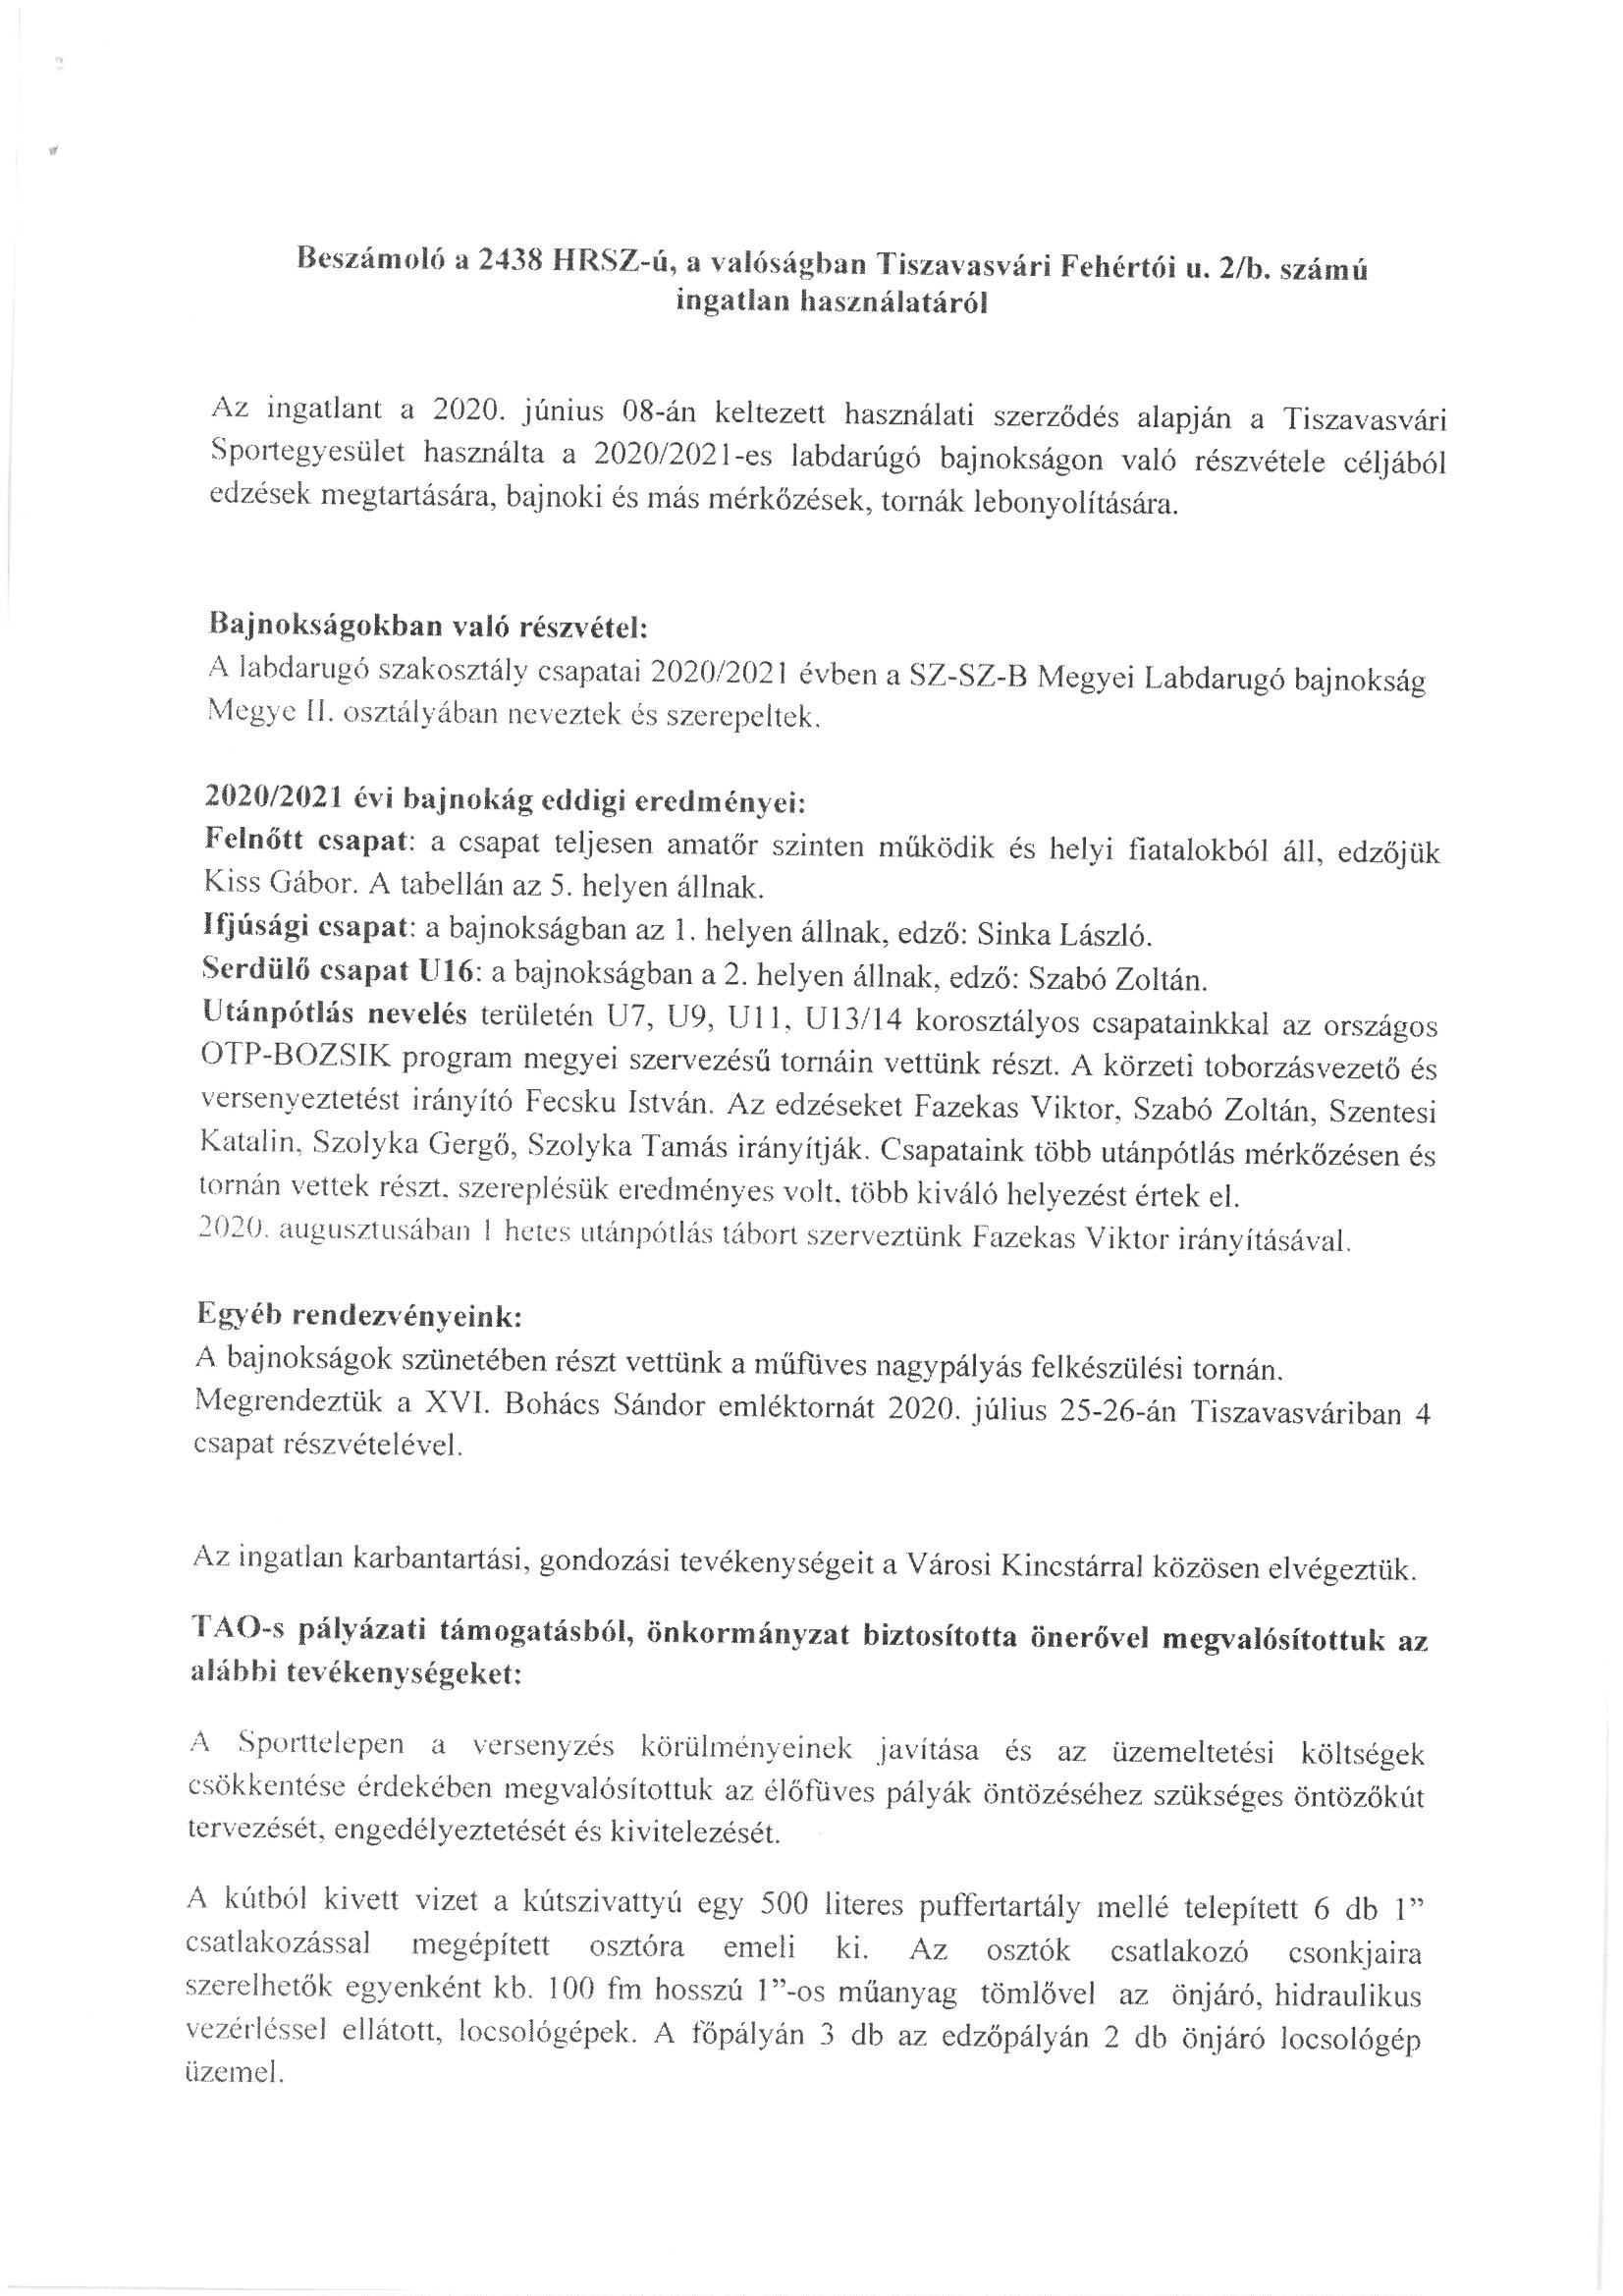 Beszámoló a 2438 HRSZ-ú, a valóságban Tiszavasvári Fehértói u. 2/b. számú
ingatlan használatáról
Az ingatlant a 2020. június 08-án keltezett használati szerződés alapján a Tiszavasvári
Sportegyesület használta a 2020/2021-es labdarúgó bajnokságon való részvétele céljából
edzések megtartására, bajnoki és más mérkőzések, tornák lebonyolítására.
Bajnokságokban való részvétel:
A labdarugó szakosztály csapatai 2020/2021 évben a SZ-SZ-B Megyei Labdarugó bajnokság
Megye II. osztályában neveztek és szerepeltek.
2020/2021 évi bajnokág eddigi eredményei:
Felnőtt csapat: a csapat teljesen amatőr szinten működik és helyi fiatalokból áll, edzőjük
Kiss Gábor. A tabellán az 5. helyen állnak.
Ifjúsági csapat: a bajnokságban az 1. helyen állnak, edző: Sinka László.
Serdülő csapat U16: a bajnokságban a 2. helyen állnak, edző: Szabó Zoltán.
Utánpótlás nevelés területén U7, U9, U11, U13/14 korosztályos csapatainkkal az országos
OTP-BOZSIK program megyei szervezésű tornáin vettünk részt. A körzeti toborzásvezető és
versenyeztetést irányító Fecsku István. Az edzéseket Fazekas Viktor, Szabó Zoltán, Szentesi
Katalin, Szolyka Gergő, Szolyka Tamás irányítják. Csapataink több utánpótlás mérkőzésen és
tornán vettek részt, szereplésük eredményes volt, több kiváló helyezést értek el.
2020. augusztusában 1 hetes utánpótlás tábort szerveztünk Fazekas Viktor irányításával.
Egyéb rendezvényeink:
A bajnokságok szünetében részt vettünk a műfüves nagypályás felkészülési tornán.
Megrendeztük a XVI. Bohács Sándor emléktornát 2020. július 25-26-án Tiszavasváriban 4
csapat részvételével.
Az ingatlan karbantartási, gondozási tevékenységeit a Városi Kincstárral közösen elvégeztük.
TAO-s pályázati támogatásból, önkormányzat biztosította önerővel megvalósítottuk az
alábbi tevékenységeket:
A Sporttelepen a versenyzés körülményeinek javítása és az üzemeltetési költségek
csökkentése érdekében megvalósítottuk az élőfüves pályák öntözéséhez szükséges öntözőkút
tervezését, engedélyeztetését és kivitelezését.
A kútból kivett vizet a kútszivattyú egy 500 literes puffertartály mellé telepített 6 db 1”
csatlakozással megépített osztóra emeli ki. Az osztók csatlakozó csonkjaira
szerelhetők egyenként kb. 100 fm hosszú 1”-os műanyag tömlővel az önjáró, hidraulikus
vezérléssel ellátott, locsológépek. A főpályán 3 db az edzőpályán 2 db önjáró locsológép
üzemel.